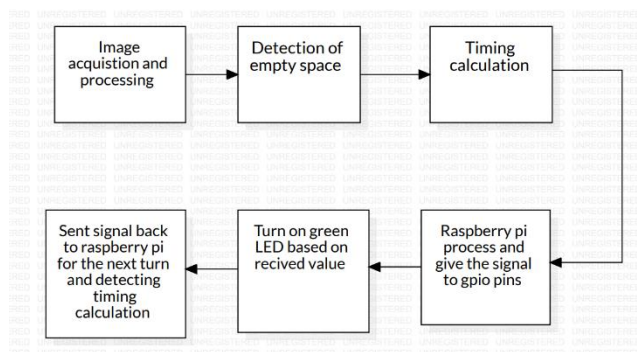 Image
acquistion and
processing
Detection of
empty space
Timing
calculation
Sent signal back
to raspberry pi
for the next turn
and detecting
timing
calculation
Turn on green
LED based on
recived value
Raspberry pi
process and
give the signal
to gpio pins